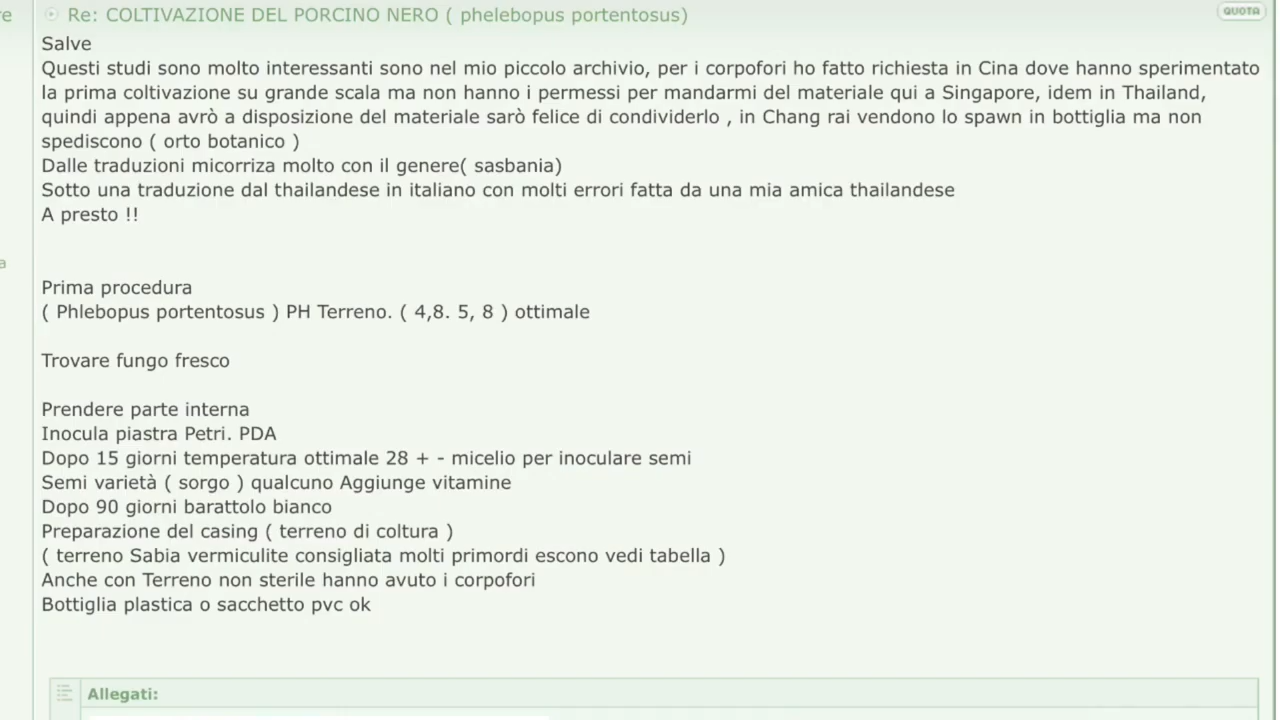 re
Re: COLTIVAZIONE DEL PORCINO NERO ( phelebopus portentosus)
QUOTA
Salve
Questi studi sono molto interessanti sono nel mio piccolo archivio, per i corpofori ho fatto richiesta in Cina dove hanno sperimentato
la prima coltivazione su grande scala ma non hanno i permessi per mandarmi del materiale qui a Singapore, idem in Thailand,
quindi appena avrò a disposizione del materiale sarò felice di condividerlo , in Chang rai vendono lo spawn in bottiglia ma non
spediscono ( orto botanico )
Dalle traduzioni micorriza molto con il genere( sasbania)
Sotto una traduzione dal thailandese in italiano con molti errori fatta da una mia amica thailandese
A presto !!
a
Prima procedura
( Phlebopus portentosus ) PH Terreno. ( 4,8. 5, 8 ) ottimale
Trovare fungo fresco
Prendere parte interna
Inocula piastra Petri. PDA
Dopo 15 giorni temperatura ottimale 28 + - micelio per inoculare semi
Semi varietà ( sorgo ) qualcuno Aggiunge vitamine
Dopo 90 giorni barattolo bianco
Preparazione del casing ( terreno di coltura )
( terreno Sabia vermiculite consigliata molti primordi escono vedi tabella )
Anche con Terreno non sterile hanno avuto i corpofori
Bottiglia plastica o sacchetto pvc ok
Allegati: